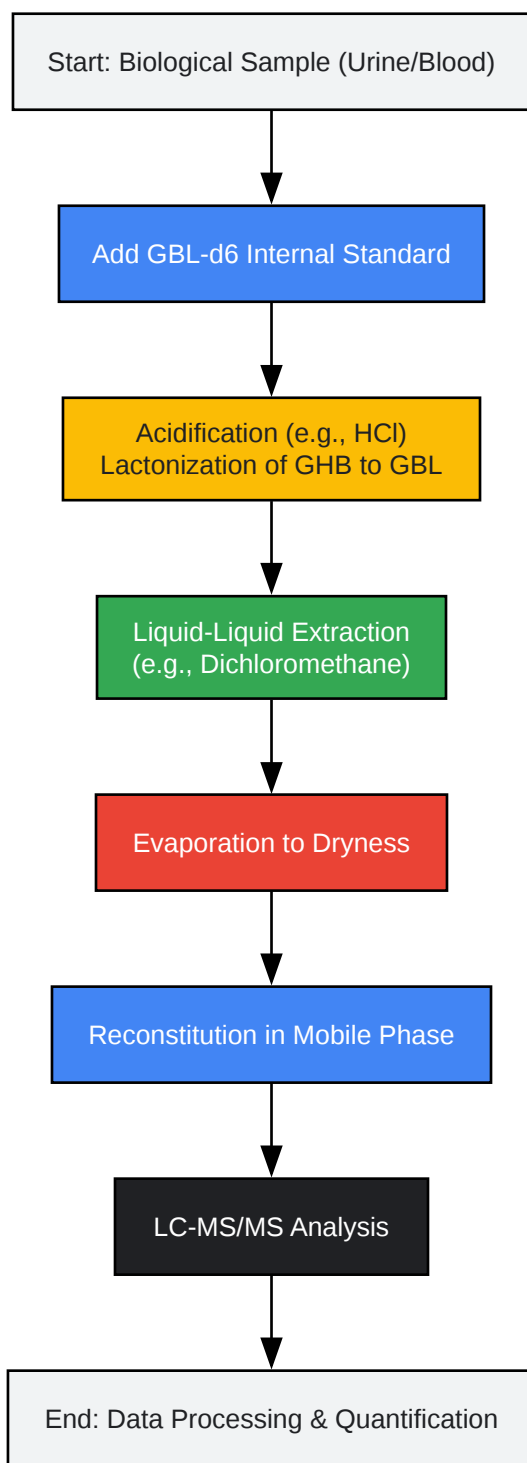 Start: Biological Sample (Urine/Blood)
Add GBL-d6 Internal Standard
Acidification (e.g., HCl)
Lactonization of GHB to GBL
Liquid-Liquid Extraction
(e.g., Dichloromethane)
Evaporation to Dryness
Reconstitution in Mobile Phase
LC-MS/MS Analysis
End: Data Processing & Quantification